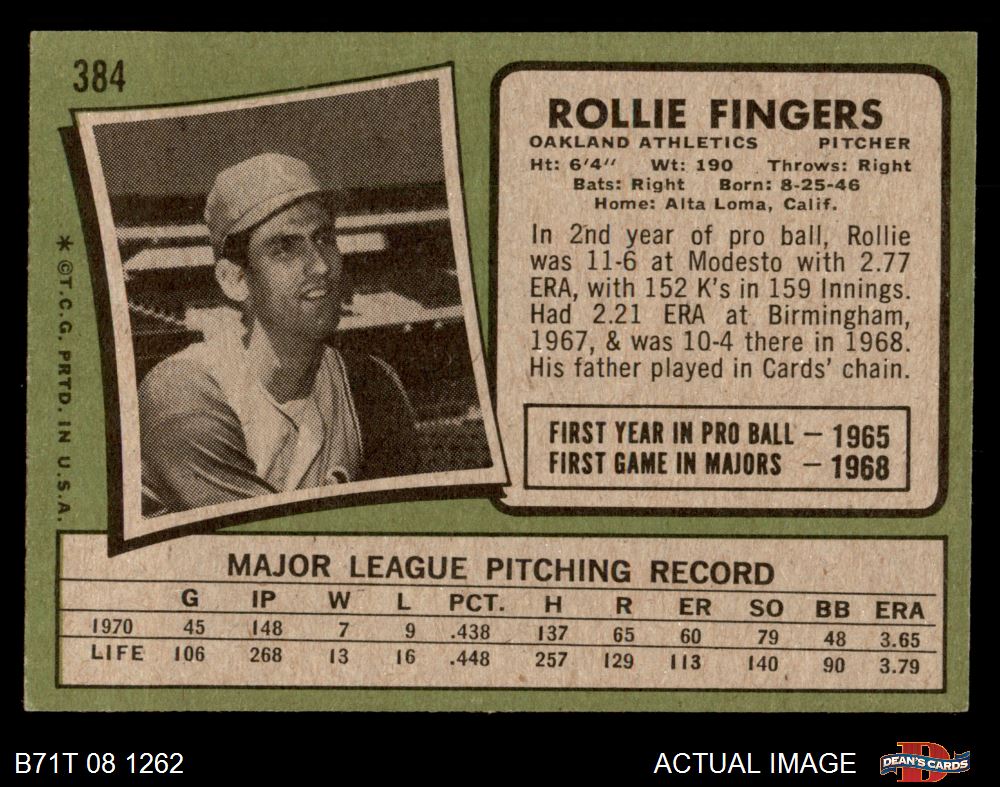 384
* © T.C.G. PRTD. IN U.S.A.
ROLLIE FINGERS
OAKLAND ATHLETICS PITCHER
Ht: 6'4" Wt: 190 Throws: Right
Bats: Right Born: 8-25-46
Home: Alta Loma, Calif.
In 2nd year of pro ball, Rollie
was 11-6 at Modesto with 2.77
ERA, with 152 K's in 159 Innings.
Had 2.21 ERA at Birmingham,
1967, & was 10-4 there in 1968.
His father played in Cards' chain.
FIRST YEAR IN PRO BALL — 1965
FIRST GAME IN MAJORS — 1968
MAJOR LEAGUE PITCHING RECORD
G IP W L PCT. H R ER SO BB ERA
1970 45 148 7 9 .438 137 65 60 79 48 3.65
LIFE 106 268 13 16 .448 257 129 113 140 90 3.79
B71T 08 1262 ACTUAL IMAGE D DEAN'S CARDS